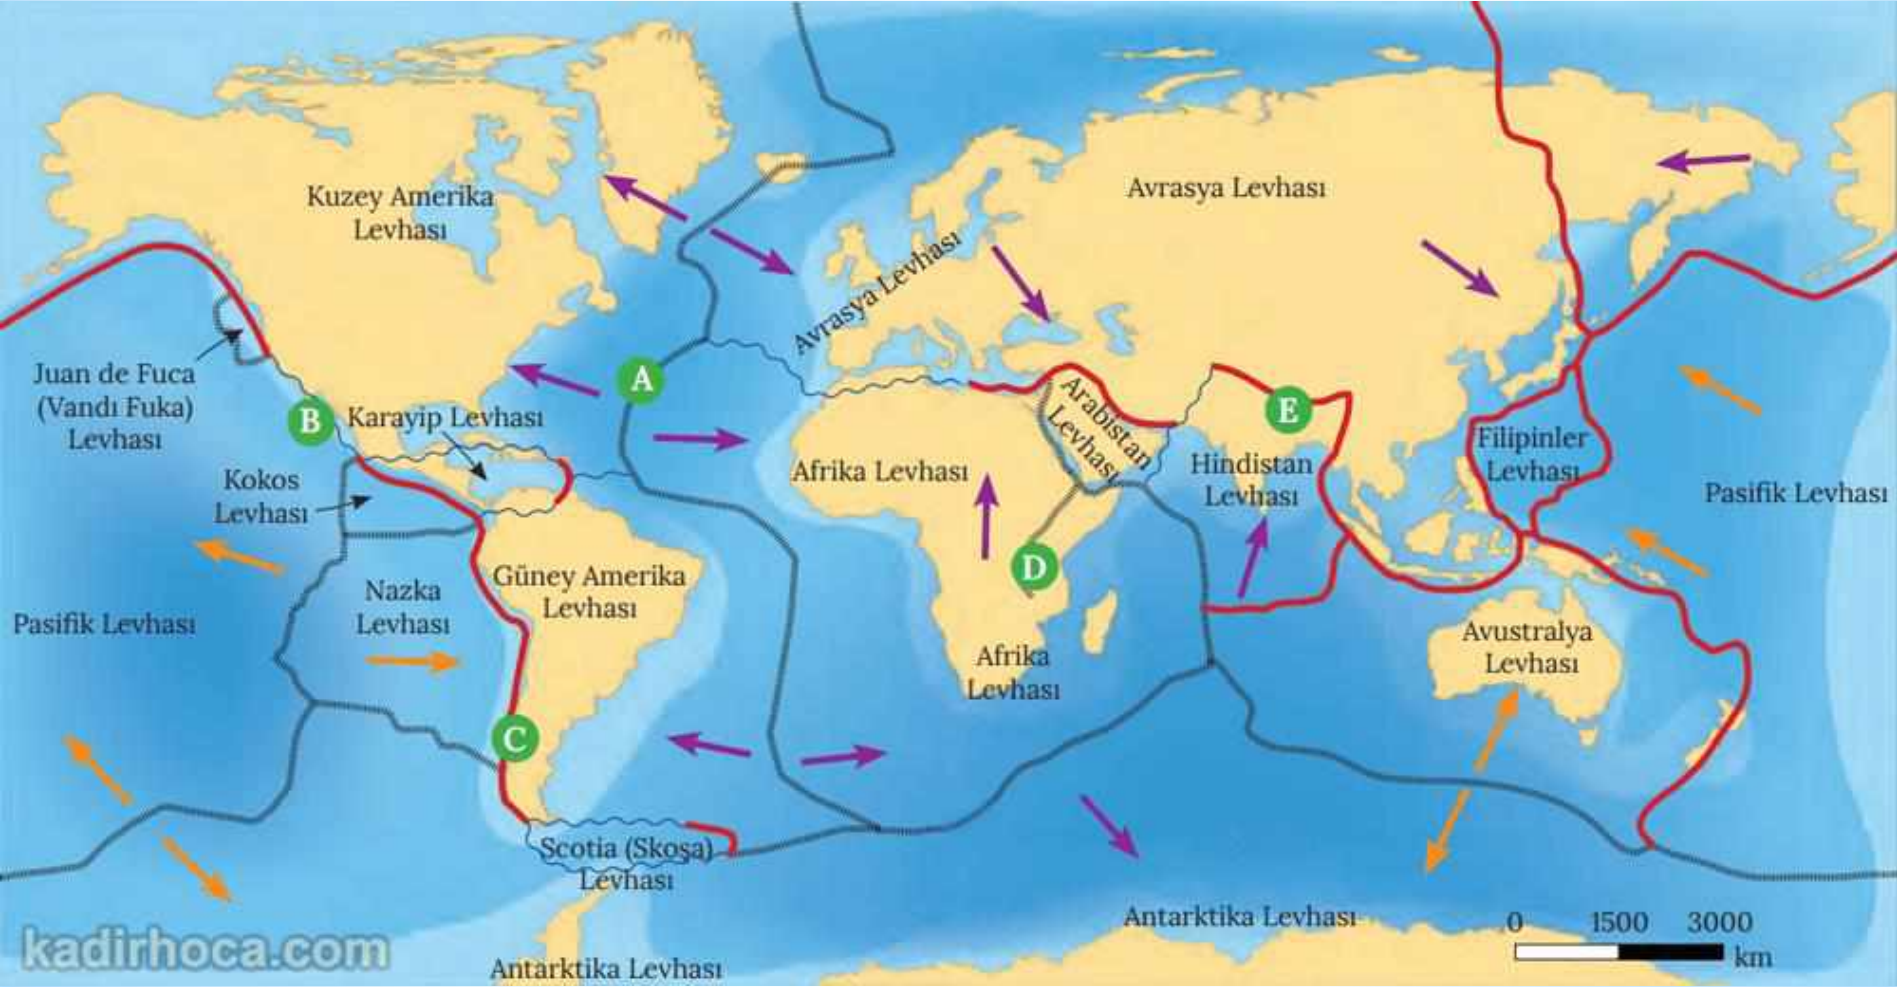 Kuzey Amerika
Levhası
Avrasya Levhası
Avrasya Levhası
Juan de Fuca
(Vandı Fuka)
Levhası
A
B
Karayip Levhası
Kokos
Levhası
Arabistan
Levhası
E
Filipinler
Levhası
Afrika Levhası
Hindistan
Levhası
Pasifik Levhası
D
Güney Amerika
Levhası
Nazka
Levhası
Pasifik Levhası
Afrika
Levhası
Avustralya
Levhası
C
Scotia (Skoşa)
Levhası
Antarktika Levhası
0 1500 3000
km
kadirhoca.com
Antarktika Levhası